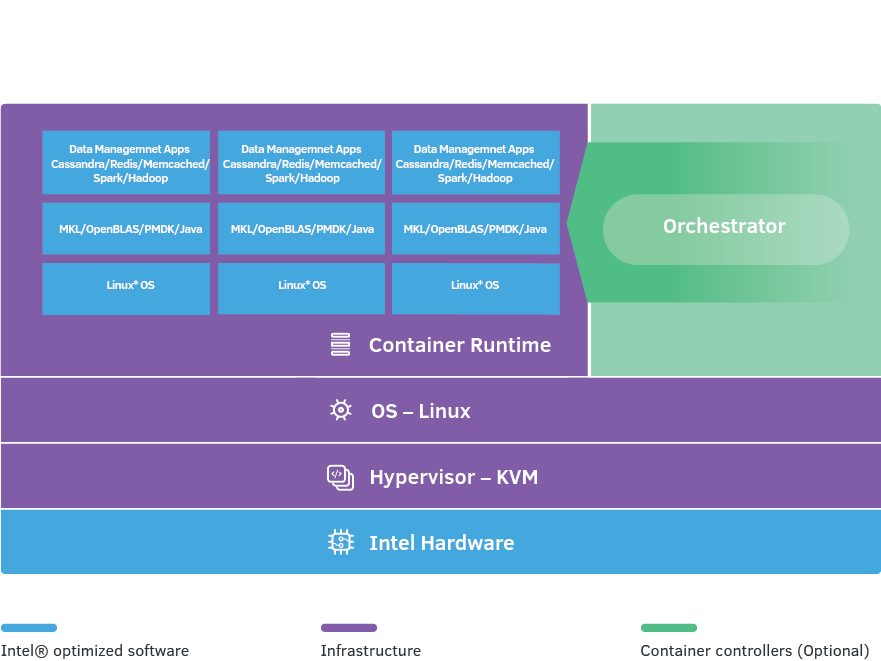 Data Managemnet Apps
Cassandra/Redis/Memcached/
Spark/Hadoop
MKL/OpenBLAS/PMDK/Java
Linux* OS
Data Managemnet Apps
Cassandra/Redis/Memcached/
Spark/Hadoop
MKL/OpenBLAS/PMDK/Java
Linux* OS
Data Managemnet Apps
Cassandra/Redis/Memcached/
Spark/Hadoop
MKL/OpenBLAS/PMDK/Java
Linux* OS
Orchestrator
Container Runtime
OS – Linux
Hypervisor – KVM
Intel Hardware
Intel® optimized software
Infrastructure
Container controllers (Optional)